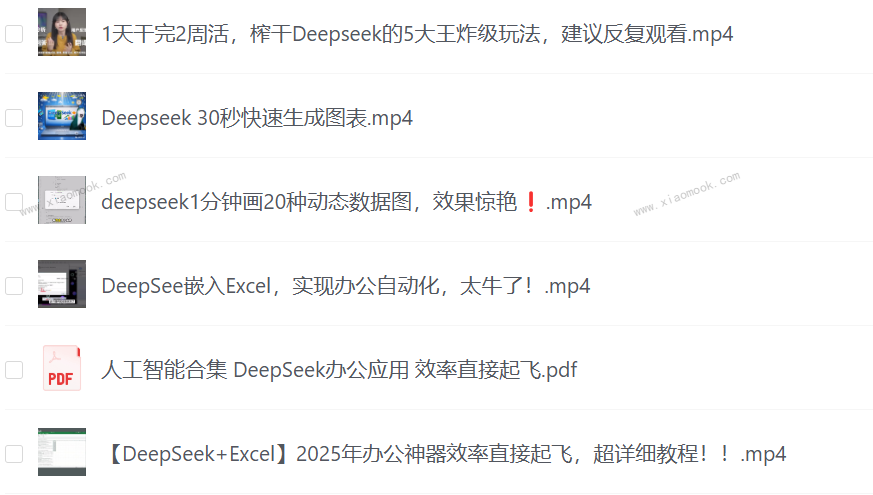 1天干完2周活，榨干Deepseek的5大王炸级玩法，建议反复观看.mp4
Deepseek 30秒快速生成图表.mp4
www.xiaomook.com
deepseek1分钟画20种动态数据图，效果惊艳❗.mp4
www.xiaomook.com
DeepSee嵌入Excel，实现办公自动化，太牛了！.mp4
PDF
人工智能合集 DeepSeek办公应用 效率直接起飞.pdf
【DeepSeek+Excel】2025年办公神器效率直接起飞，超详细教程！！.mp4